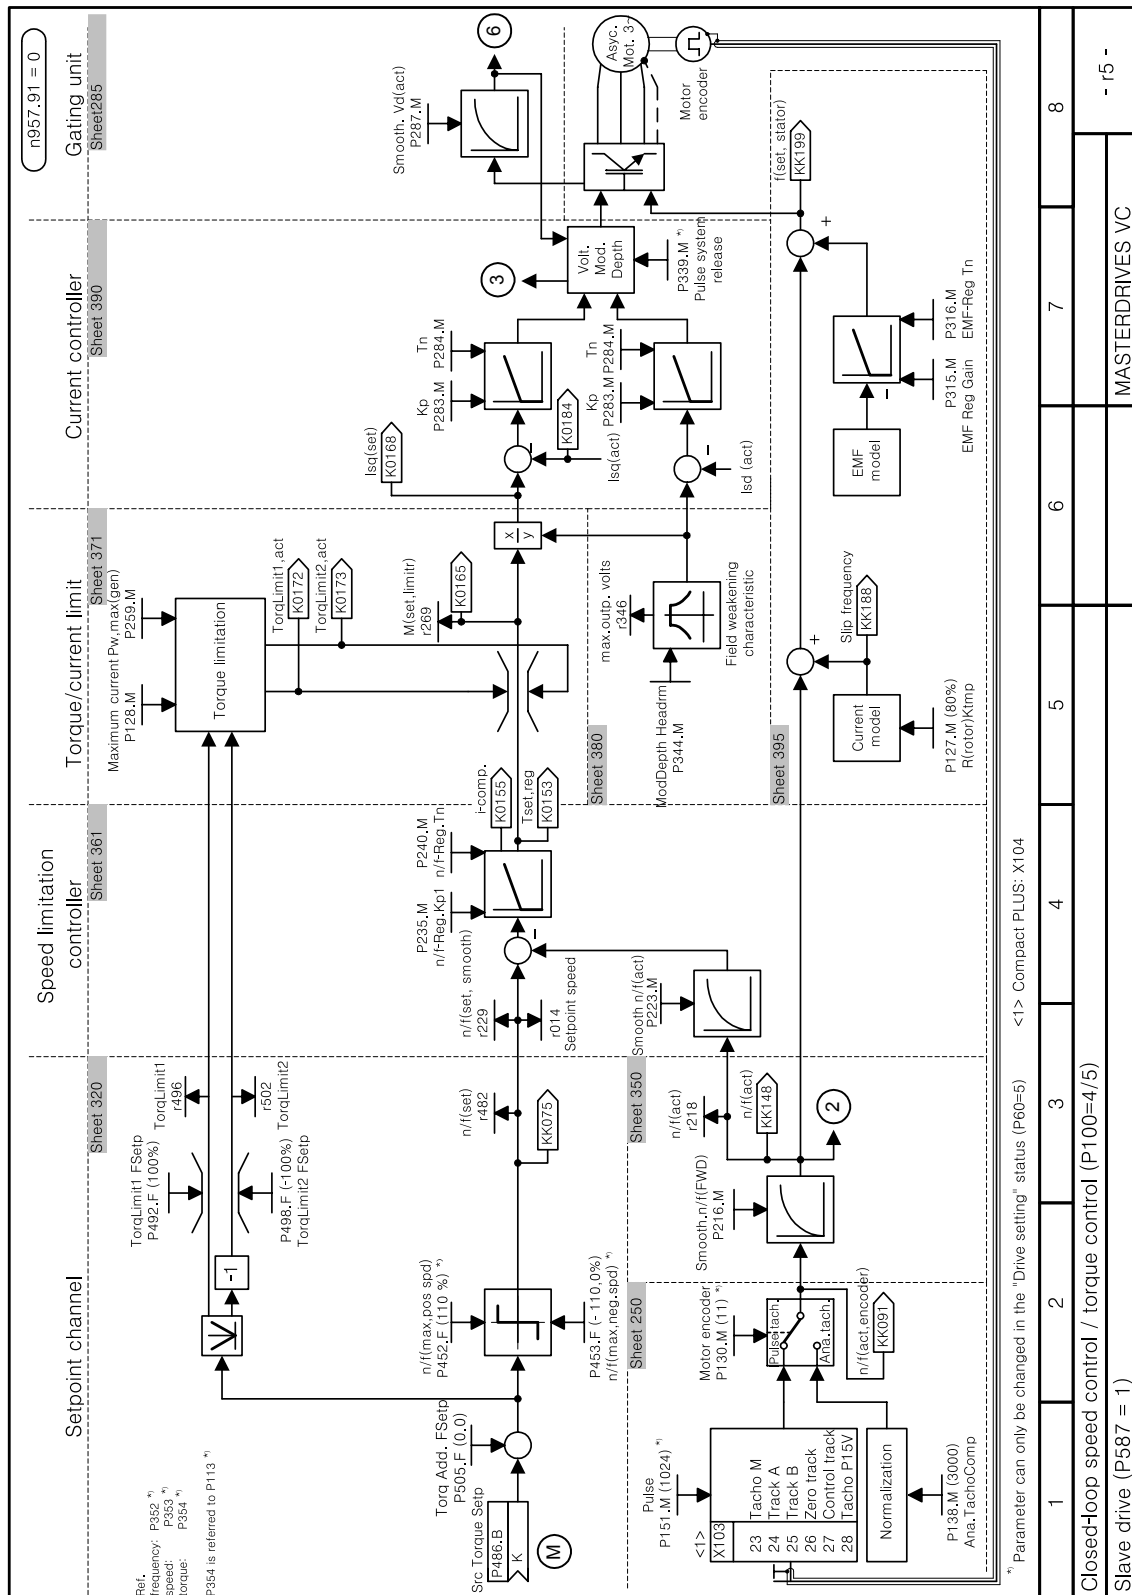 n957.91 = 0
Setpoint channel
Speed limitation
controller
Torque/current limit
Current controller
Gating unit
Sheet 320
Sheet 361
Sheet 371
Sheet 390
Sheet285
Ref.
frequency: P352 *)
speed: P353 *)
torque: P354 *)
P354 is referred to P113 *)
-1
TorqLimit1 FSetp
P492.F (100%)
P498.F (-100%)
TorqLimit2 FSetp
TorqLimit1
r496
r502
TorqLimit2
Maximum current
P128.M
Pw,max(gen)
P259.M
Torque limitation
TorqLimit1,act
K0172
TorqLimit2,act
K0173
Smooth. Vd(act)
P287.M
6
Asyc.
Mot. 3~
Motor
encoder
Src Torque Setp
P486.B
K
M
Torq Add. FSetp
P505.F (0.0)
n/f(max,pos spd)
P452.F (110 %) *)
P453.F (- 110,0%)
n/f(max,neg.spd) *)
n/f(set)
r482
KK075
n/f(set, smooth)
r229
r014
Setpoint speed
P235.M
n/f-Reg.Kp1
P240.M
n/f-Reg.Tn
-
i-comp.
K0155
Tset,reg
K0153
M(set,limitr)
r269
K0165
x
y
Isq(set)
K0168
-
K0184
Isq(act)
Kp
P283.M
Tn
P284.M
3
Volt.
Mod.
Depth
P339.M *)
Pulse system
release
Kp
P283.M
Tn
P284.M
-
Isd (act)
Sheet 380
ModDepth Headrm
P344.M
max.outp. volts
r346
Field weakening
characteristic
Sheet 250
Sheet 350
Sheet 395
Pulse
P151.M (1024) *)
<1>
X103
23 Tacho M
24 Track A
25 Track B
26 Zero track
27 Control track
28 Tacho P15V
Normalization
P138.M (3000)
Ana.TachoComp
Motor encoder
P130.M (11) *)
Pulse tach.
Ana.tach.
n/f(act,encoder)
KK091
Smooth.n/f(FWD)
P216.M
n/f(act)
r218
n/f(act)
KK148
2
Smooth n/f(act)
P223.M
Current
model
P127.M (80%)
R(rotor)Ktmp
Slip frequency
KK188
+
EMF
model
-
P315.M
EMF Reg Gain
P316.M
EMF-Reg Tn
+
f(set, stator)
KK199
*) Parameter can only be changed in the "Drive setting" status (P60=5)
<1> Compact PLUS: X104
1 2 3 4 5 6 7 8
Closed-loop speed control / torque control (P100=4/5)
- r5 -
Slave drive (P587 = 1)
MASTERDRIVES VC